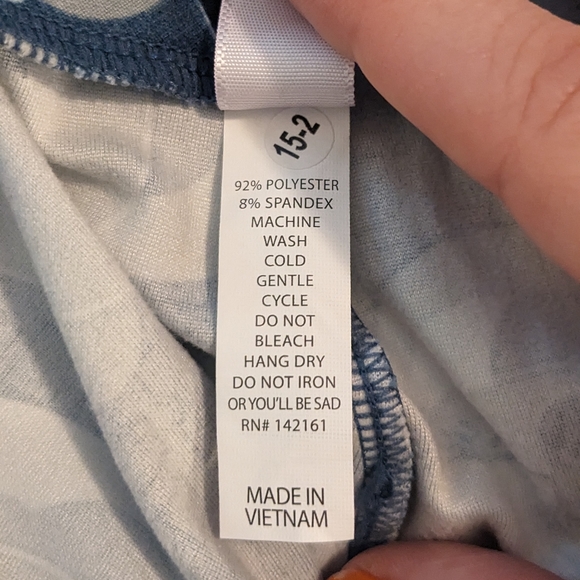 15-2
92% POLYESTER
8% SPANDEX
MACHINE
WASH
COLD
GENTLE
CYCLE
DO NOT
BLEACH
HANG DRY
DO NOT IRON
OR YOU'LL BE SAD
RN# 142161
MADE IN
VIETNAM